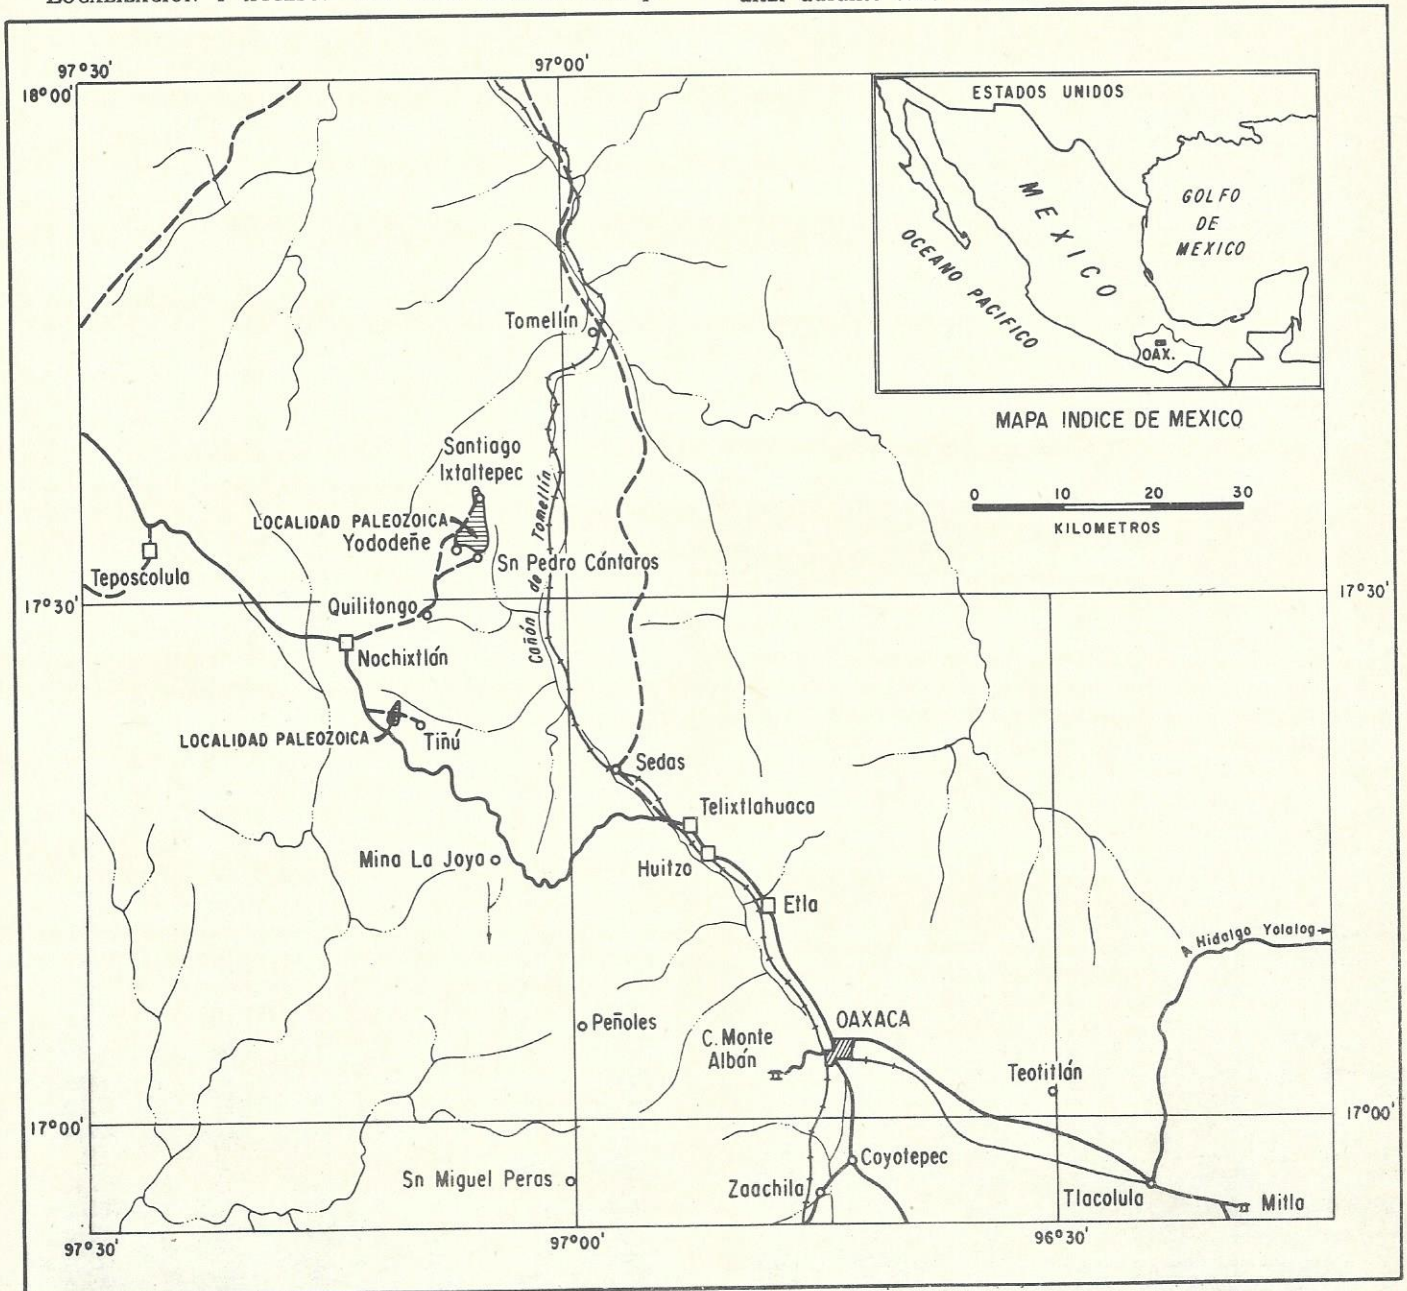 97°30'
97°00'
18°00'
ESTADOS UNIDOS
MEXICO
GOLFO
DE
MEXICO
OCEANO PACIFICO
OAX.
MAPA INDICE DE MEXICO
0 10 20 30
KILOMETROS
Tomellín
Santiago
Ixtaltepec
LOCALIDAD PALEOZOICA
Yododeñe
Sn Pedro Cántaros
Cañón de Tomellín
Teposcolula
17°30'
17°30'
Quilitongo
Nochixtlán
LOCALIDAD PALEOZOICA
Tiñú
Sedas
Telixtlahuaca
Mina La Joya
Huitzo
Etla
A Hidalgo Yolalog
Peñoles
OAXACA
C. Monte
Albán
Teotitlán
17°00'
17°00'
Sn Miguel Peras
Coyotepec
Zaachila
Tlacolula
Mitla
97°30'
97°00'
96°30'